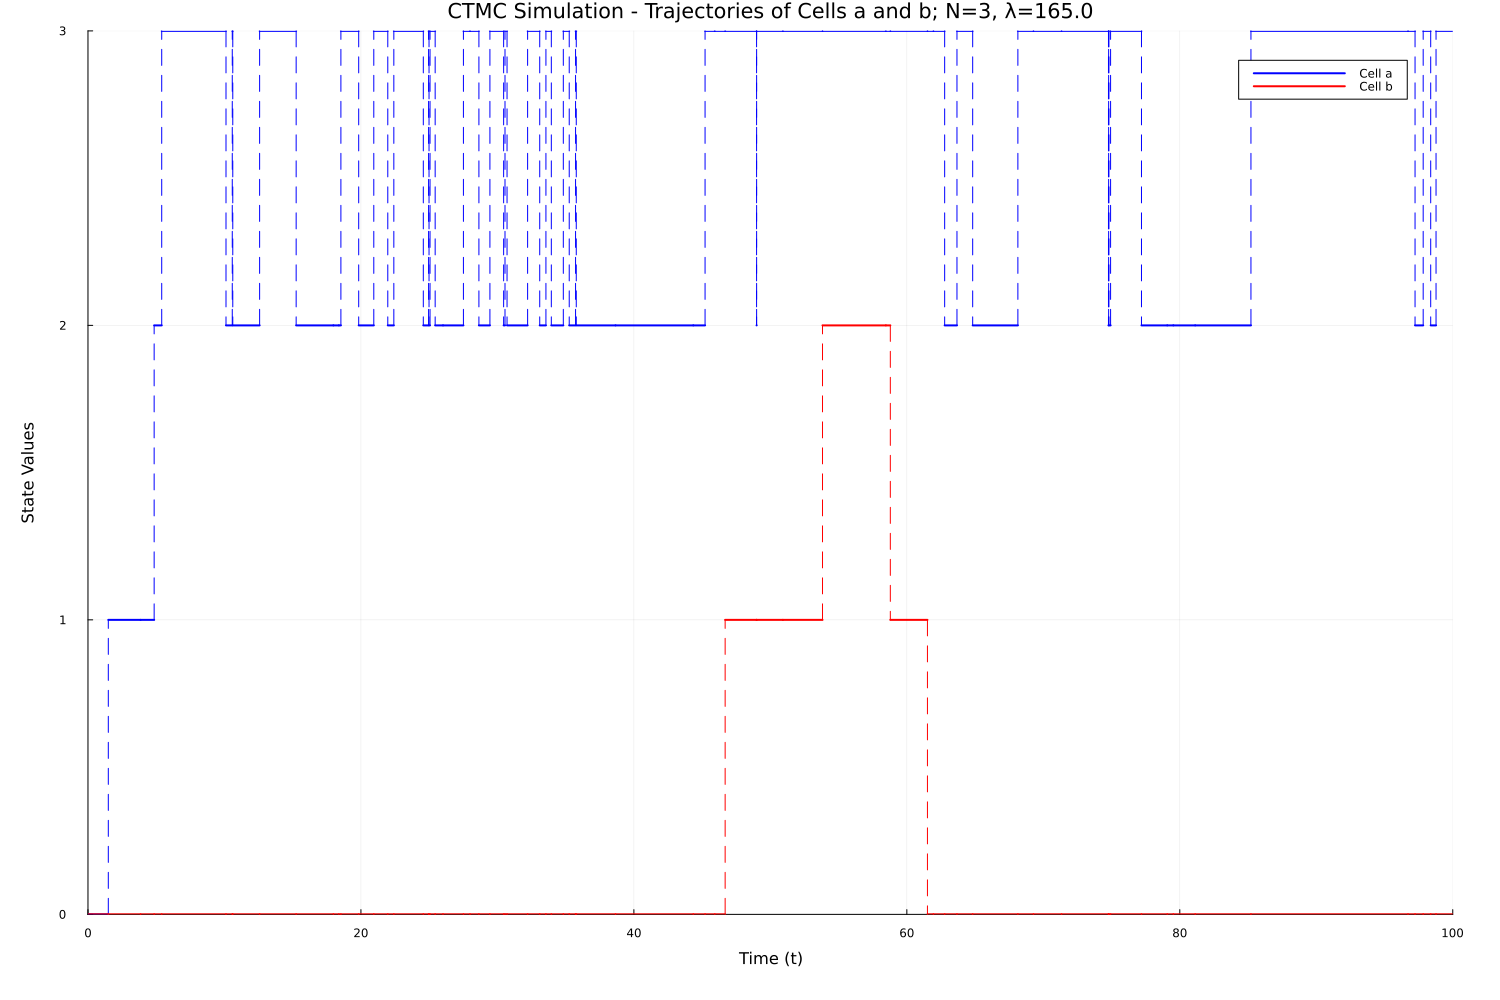 CTMC Simulation - Trajectories of Cells a and b; N=3, λ=165.0
3
Cell a
Cell b
2
State Values
1
0
0 20 40 60 80 100
Time (t)